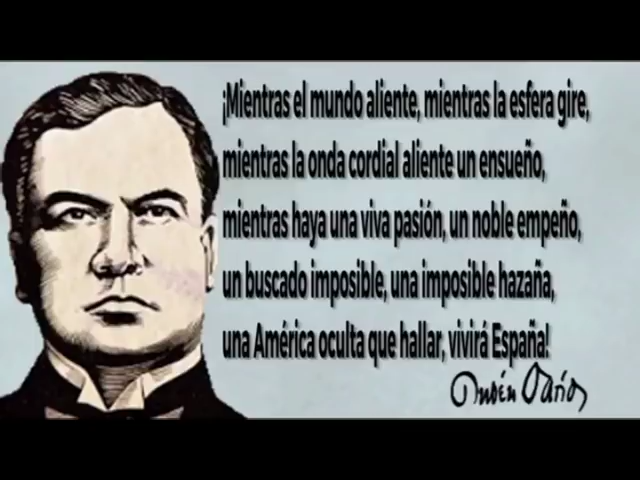 ¡Mientras el mundo aliente, mientras la esfera gire,
mientras la onda cordial aliente un ensueño,
mientras haya una viva pasión, un noble empeño,
un buscado imposible, una imposible hazaña,
una América oculta que hallar, vivirá España!
Rubén Darío